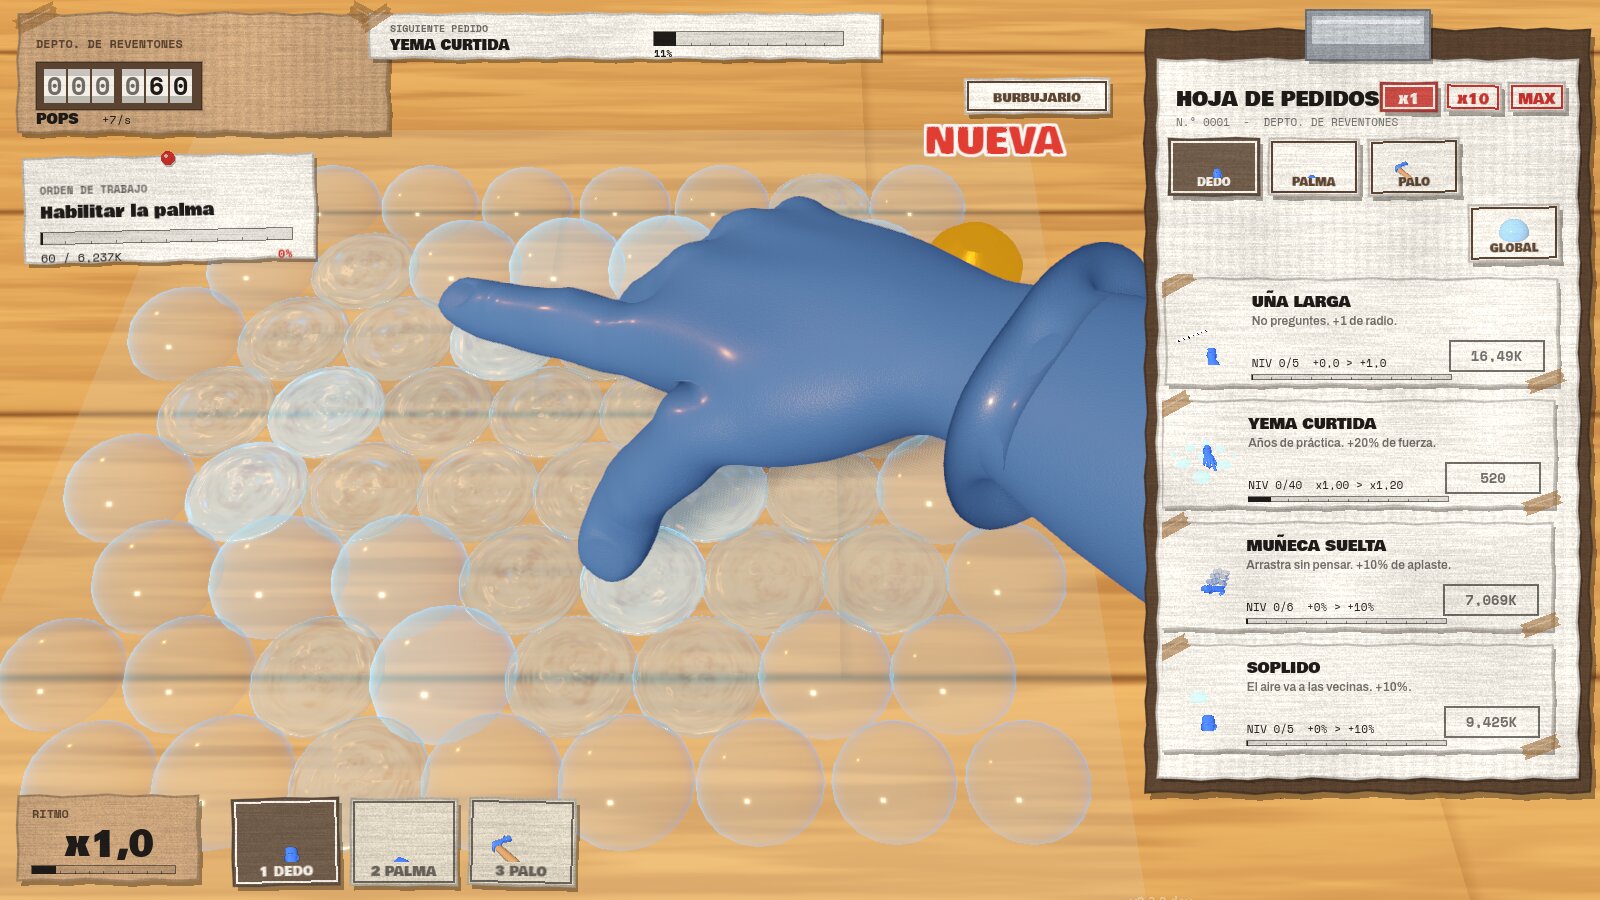 DEPTO. DE REVENTONES
000060
POPS +7/s
SIGUIENTE PEDIDO
YEMA CURTIDA
11%
BURBUJARIO
NUEVA
ORDEN DE TRABAJO
Habilitar la palma
60 / 6,237K 0%
HOJA DE PEDIDOS x1 x10 MAX
N.° 0001 - DEPTO. DE REVENTONES
DEDO PALMA PALO
GLOBAL
UÑA LARGA
No preguntes. +1 de radio.
NIV 0/5 +0,0 > +1,0
16,49K
YEMA CURTIDA
Años de práctica. +20% de fuerza.
NIV 0/40 x1,00 > x1,20
520
MUÑECA SUELTA
Arrastra sin pensar. +10% de aplaste.
NIV 0/6 +0% > +10%
7,069K
SOPLIDO
El aire va a las vecinas. +10%.
NIV 0/5 +0% > +10%
9,425K
RITMO
x1,0
1 DEDO 2 PALMA 3 PALO